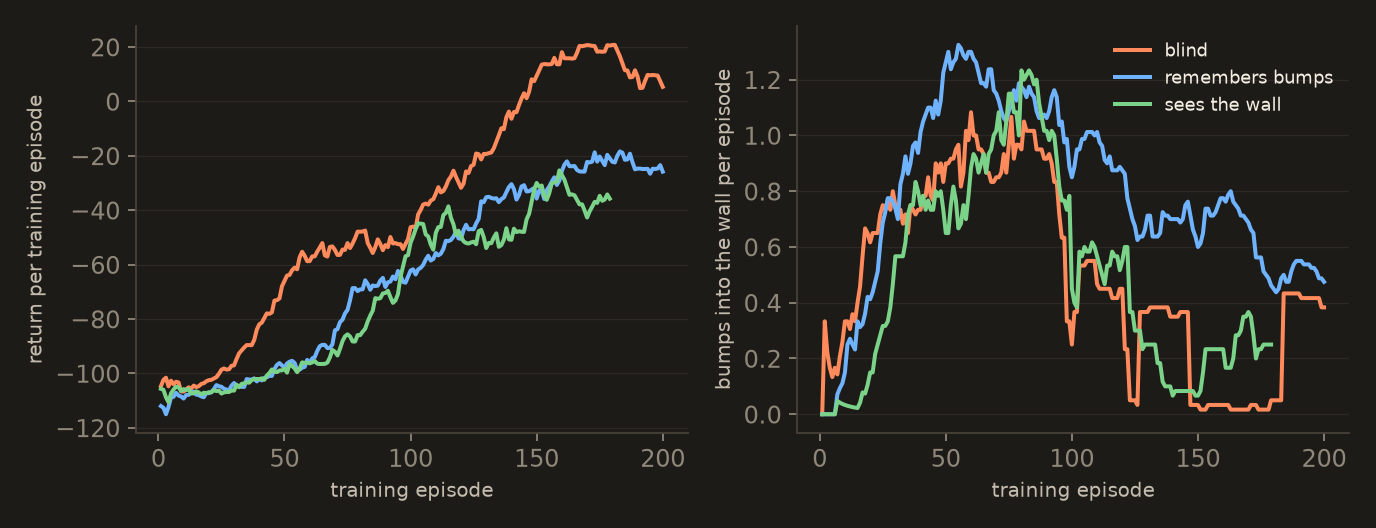 return per training episode
20
0
−20
−40
−60
−80
−100
−120
0 50 100 150 200
training episode
bumps into the wall per episode
1.2
1.0
0.8
0.6
0.4
0.2
0.0
0 50 100 150 200
training episode
blind
remembers bumps
sees the wall